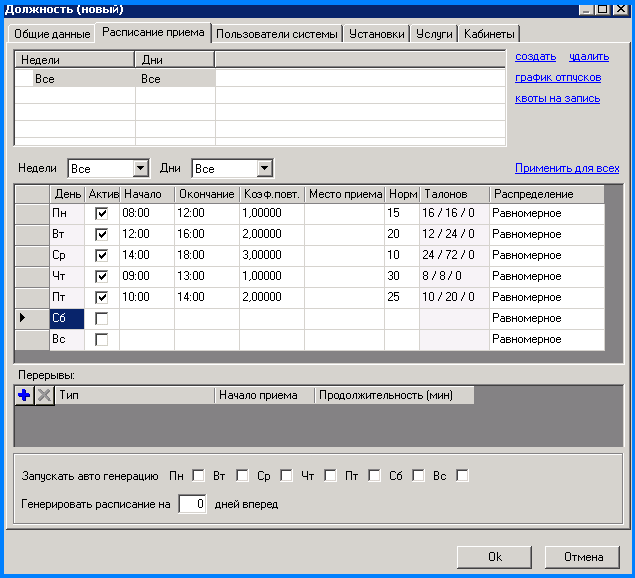 Должность (новый)
Общие данные Расписание приема Пользователи системы Установки Услуги Кабинеты
Недели Дни
Все Все
создать удалить
график отпусков
квоты на запись
Недели Все Дни Все Применить для всех
День Актив Начало Окончание Коэф.повт. Место приема Норм Талонов Распределение
Пн 08:00 12:00 1,00000 15 16 / 16 / 0 Равномерное
Вт 12:00 16:00 2,00000 20 12 / 24 / 0 Равномерное
Ср 14:00 18:00 3,00000 10 24 / 72 / 0 Равномерное
Чт 09:00 13:00 1,00000 30 8 / 8 / 0 Равномерное
Пт 10:00 14:00 2,00000 25 10 / 20 / 0 Равномерное
Сб Равномерное
Вс Равномерное
Перерывы:
Тип Начало приема Продолжительность (мин)
Запускать авто генерацию Пн Вт Ср Чт Пт Сб Вс
Генерировать расписание на 0 дней вперед
Ok Отмена